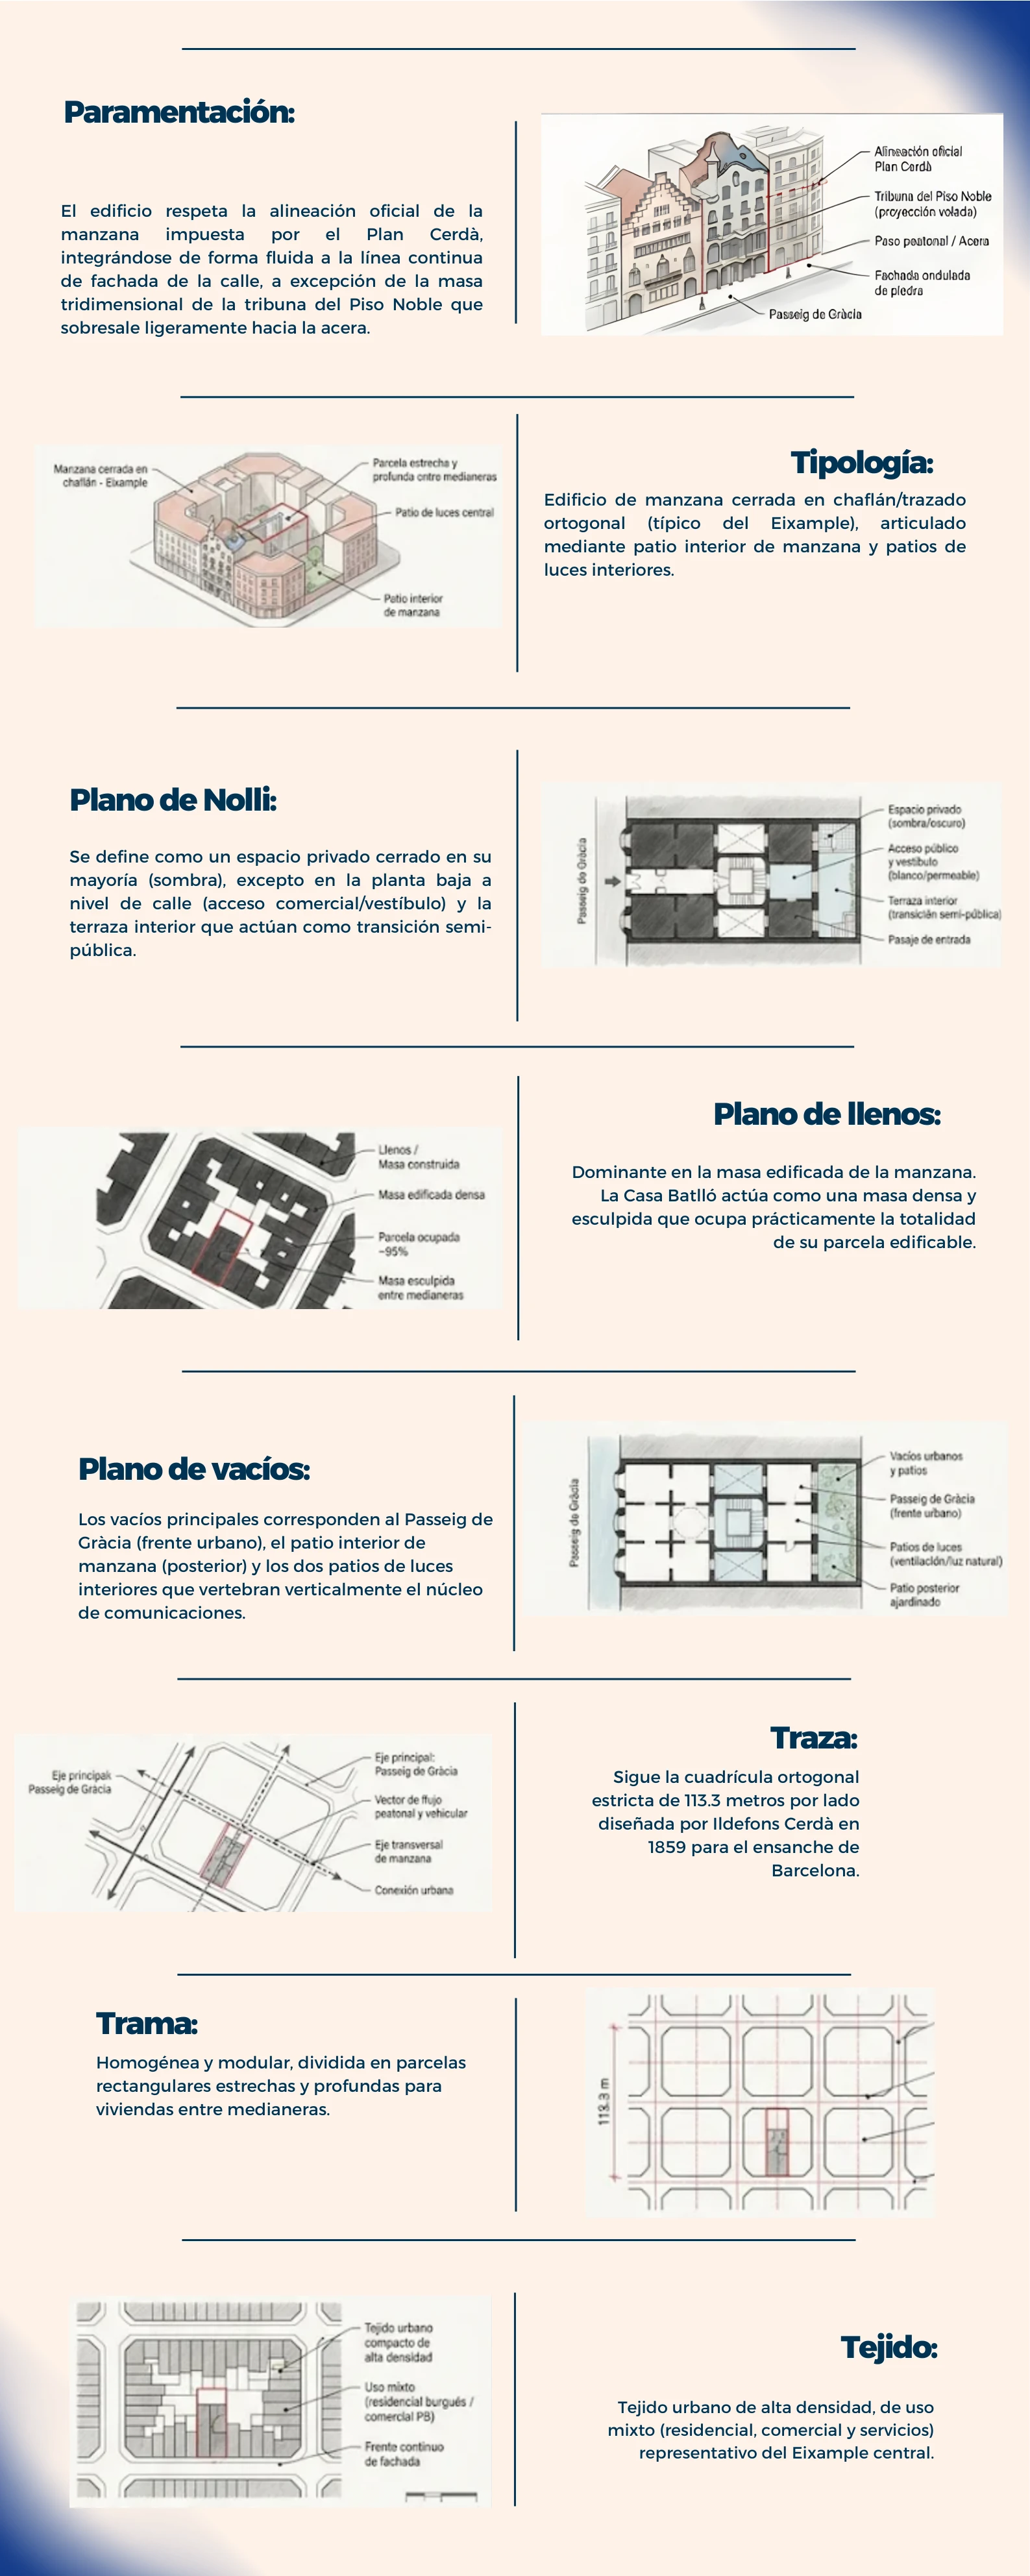 Paramentación:
El edificio respeta la alineación oficial de la
manzana impuesta por el Plan Cerdà,
integrándose de forma fluida a la línea continua
de fachada de la calle, a excepción de la masa
tridimensional de la tribuna del Piso Noble que
sobresale ligeramente hacia la acera.
Alineación oficial
Plan Cerdà
Tribuna del Piso Noble
(proyección volada)
Paso peatonal / Acera
Fachada ondulada
de piedra
Passeig de Gràcia
Manzana cerrada en
chaflán - Eixample
Parcela estrecha y
profunda cntro medianeras
Patio de luces central
Patio interior
de manzana
Tipología:
Edificio de manzana cerrada en chaflán/trazado
ortogonal (típico del Eixample), articulado
mediante patio interior de manzana y patios de
luces interiores.
Plano de Nolli:
Se define como un espacio privado cerrado en su
mayoría (sombra), excepto en la planta baja a
nivel de calle (acceso comercial/vestíbulo) y la
terraza interior que actúan como transición semi-
pública.
Passeig de Gràcia
Espacio privado
(sombra/oscuro)
Acceso público
y vestíbulo
(blanco/permeable)
Terraza interior
(transición semi-pública)
Pasaje de entrada
Llenos /
Masa construida
Masa edificada densa
Parcela ocupada
~95%
Masa esculpida
entre medianeras
Plano de llenos:
Dominante en la masa edificada de la manzana.
La Casa Batlló actúa como una masa densa y
esculpida que ocupa prácticamente la totalidad
de su parcela edificable.
Plano de vacíos:
Los vacíos principales corresponden al Passeig de
Gràcia (frente urbano), el patio interior de
manzana (posterior) y los dos patios de luces
interiores que vertebran verticalmente el núcleo
de comunicaciones.
Passeig de Gràcia
Vacíos urbanos
y patios
Passeig de Gràcia
(frente urbano)
Patios de luces
(ventilación/luz natural)
Patio posterior
ajardinado
Eje principal:
Passeig de Gràcia
Eje principal:
Passeig de Gràcia
Vector de flujo
peatonal y vehicular
Eje transversal
de manzana
Conexión urbana
Traza:
Sigue la cuadrícula ortogonal
estricta de 113.3 metros por lado
diseñada por Ildefons Cerdà en
1859 para el ensanche de
Barcelona.
Trama:
Homogénea y modular, dividida en parcelas
rectangulares estrechas y profundas para
viviendas entre medianeras.
113.3 m
Tejido urbano
compacto de
alta densidad
Uso mixto
(residencial burgués /
comercial PB)
Frente continuo
de fachada
Tejido:
Tejido urbano de alta densidad, de uso
mixto (residencial, comercial y servicios)
representativo del Eixample central.